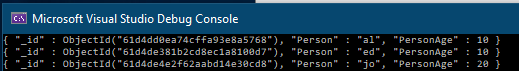 Microsoft Visual Studio Debug Console
{ "_id" : ObjectId("61d4dd0ea74cffa93e8a5768"), "Person" : "al", "PersonAge" : 10 }
{ "_id" : ObjectId("61d4de381b2cd8ec1a8100d7"), "Person" : "ed", "PersonAge" : 10 }
{ "_id" : ObjectId("61d4de4e2f62aabd14e30cd8"), "Person" : "jo", "PersonAge" : 20 }